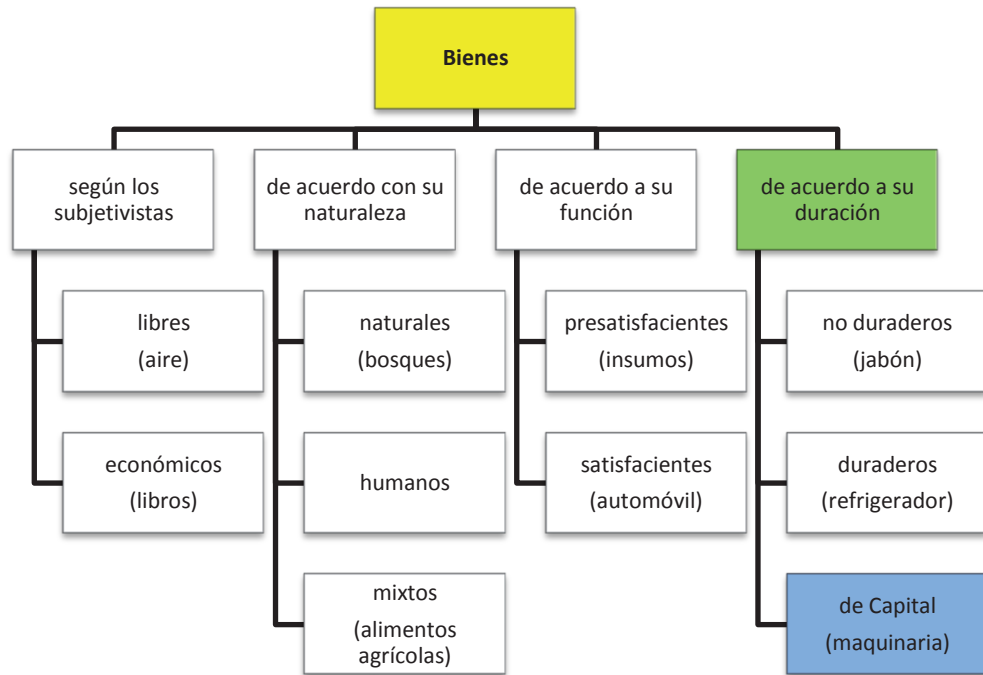 Bienes
según los
subjetivistas
libres
(aire)
económicos
(libros)
de acuerdo con su
naturaleza
naturales
(bosques)
humanos
mixtos
(alimentos
agrícolas)
de acuerdo a su
función
presatisfacientes
(insumos)
satisfacientes
(automóvil)
de acuerdo a su
duración
no duraderos
(jabón)
duraderos
(refrigerador)
de Capital
(maquinaria)